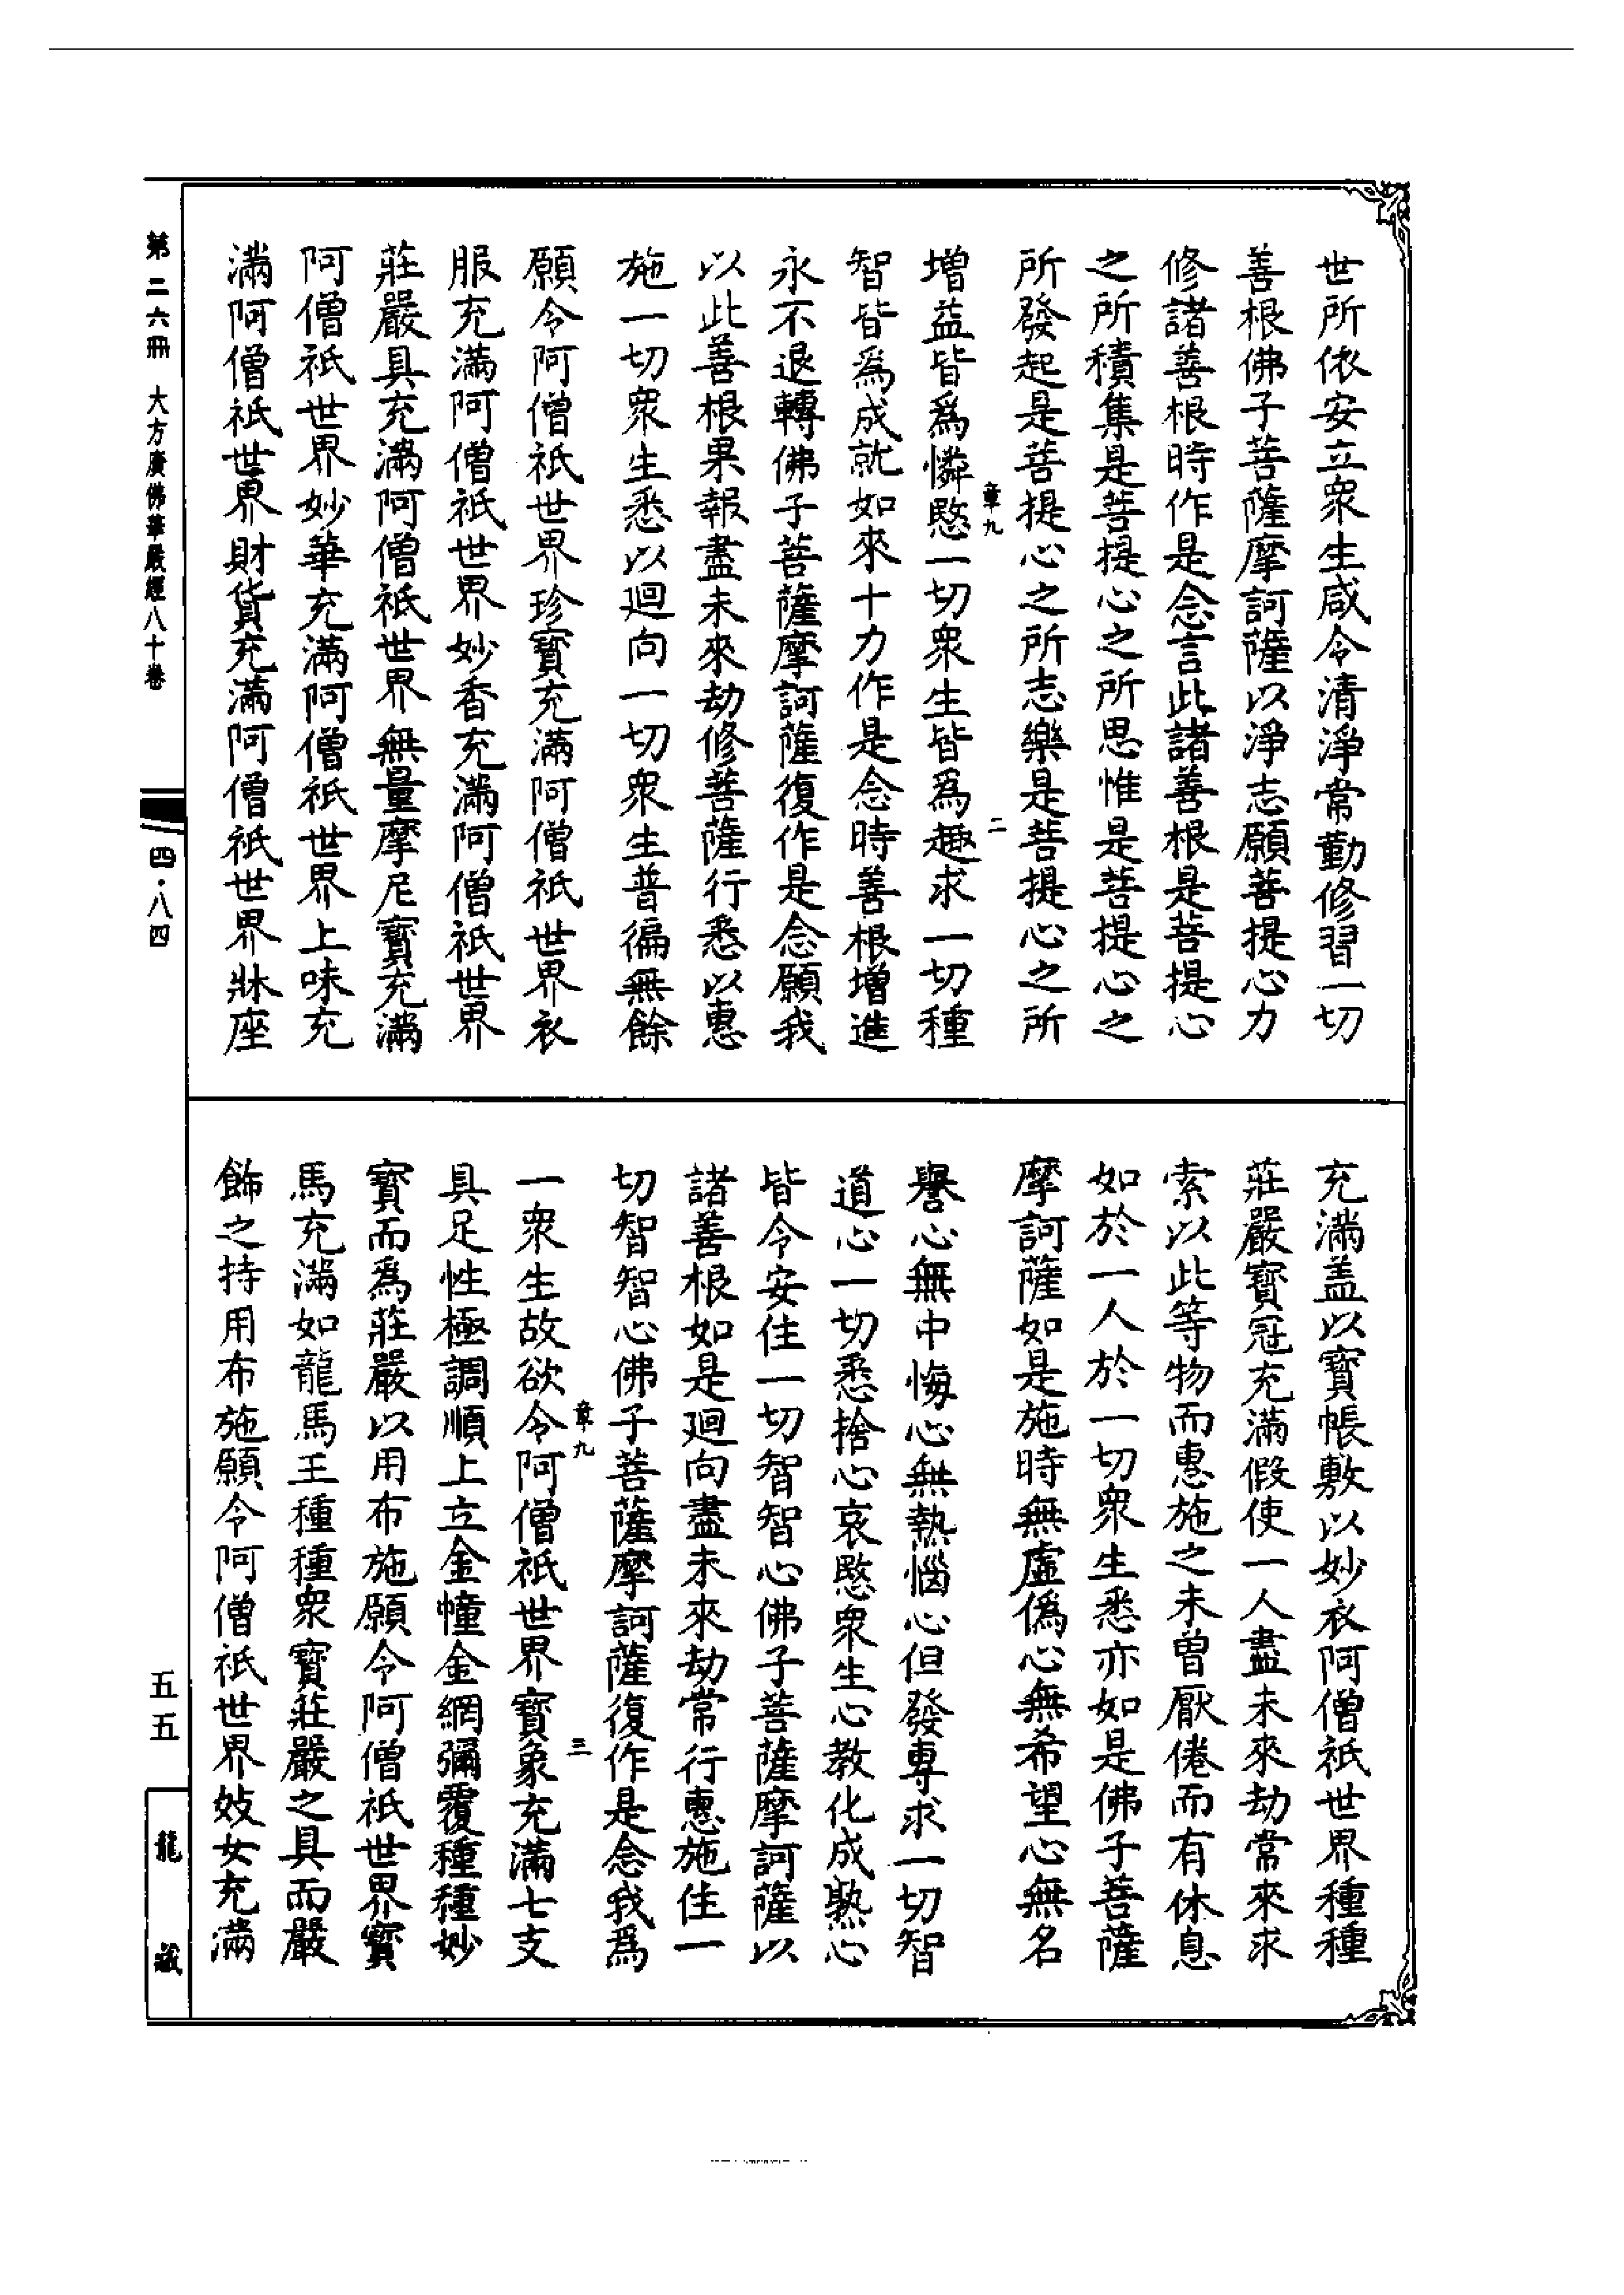 世所依安立衆生咸令清淨常勤修習一切
善根佛子菩薩摩訶薩以淨志願菩提心力
修諸善根時作是念言此諸善根是菩提心
之所積集是菩提心之所思惟是菩提心之
所發起是菩提心之所志樂是菩提心之所
章九 二
增益皆爲憐愍一切衆生皆爲趣求一切種
智皆爲成就如來十力作是念時善根增進
永不退轉佛子菩薩摩訶薩復作是念願我
以此善根果報盡未來劫修菩薩行悉以惠
施一切衆生悉以迴向一切衆生普徧無餘
願令阿僧祇世界珍寳充滿阿僧祇世界衣
服充滿阿僧祇世界妙香充滿阿僧祇世界
莊嚴具充滿阿僧祇世界無量摩尼寳充滿
阿僧祇世界妙華充滿阿僧祇世界上味充
滿阿僧祇世界財貨充滿阿僧祇世界牀座
充滿盖以寳帳敷以妙衣阿僧祇世界種種
莊嚴寳冠充滿假使一人盡未來劫常來求
索以此等物而惠施之未曽厭倦而有休息
如於一人於一切衆生悉亦如是佛子菩薩
摩訶薩如是施時無虛僞心無希望心無名
譽心無中悔心無熱惱心但發專求一切智
道心一切悉捨心哀愍衆生心教化成熟心
皆令安住一切智智心佛子菩薩摩訶薩以
諸善根如是迴向盡未來劫常行惠施住一
切智智心佛子菩薩摩訶薩復作是念我爲
章九 三
一衆生故欲令阿僧祇世界寳象充滿七支
具足性極調順上立金幢金網彌覆種種妙
寳而爲莊嚴以用布施願令阿僧祇世界寳
馬充滿如龍馬王種種衆寳莊嚴之具而嚴
飾之持用布施願令阿僧祇世界妓女充滿
第二六冊 大方廣佛華嚴經八十卷
四·八四
五五
龍藏